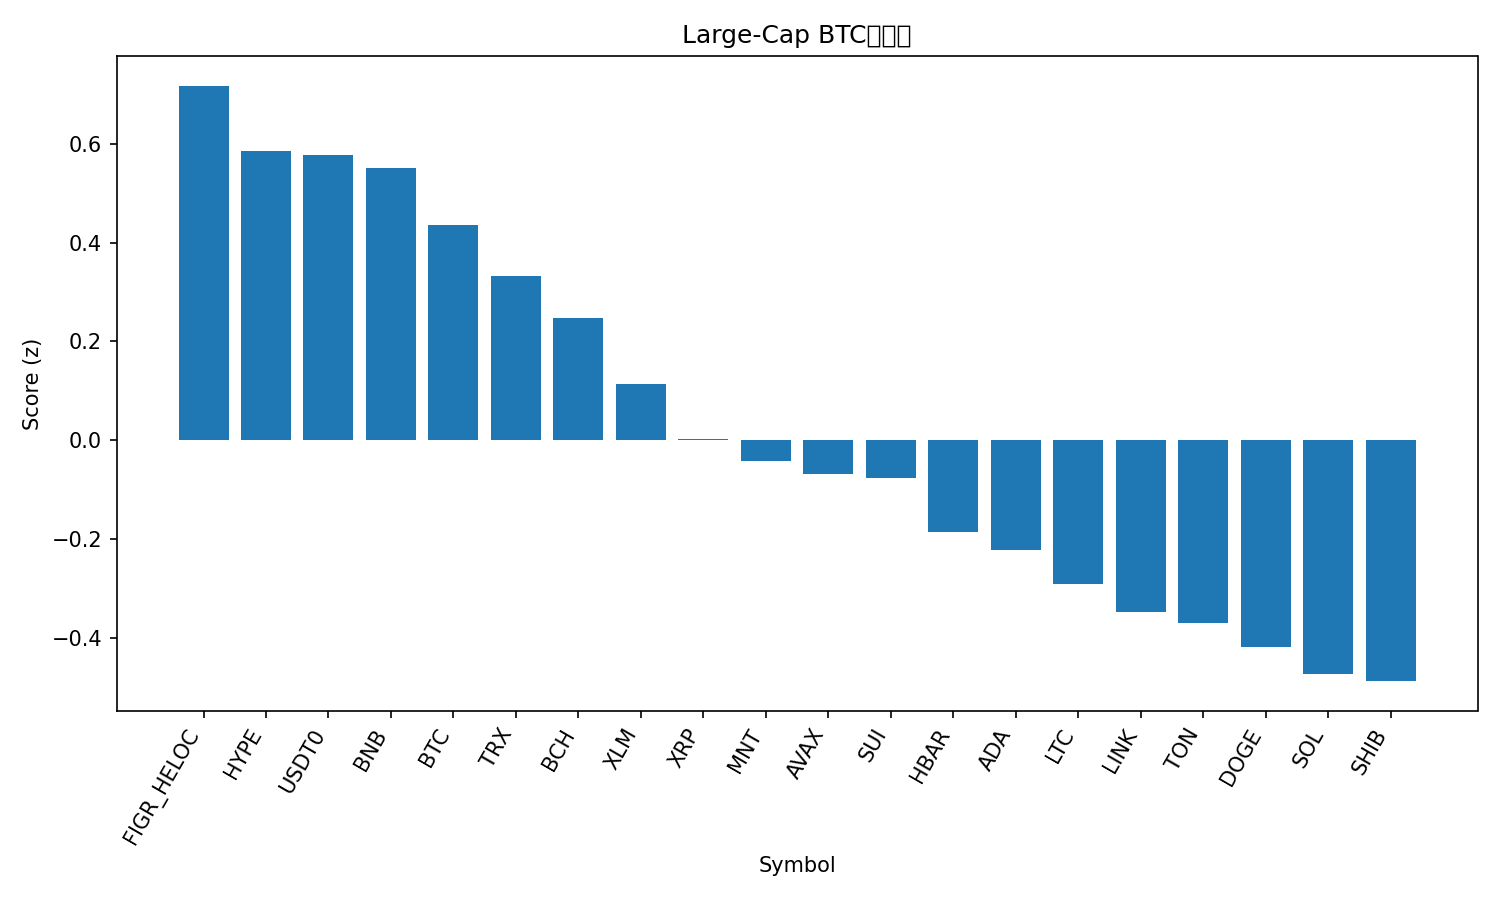 Large-Cap BTC
0.6
0.4
0.2
0.0
−0.2
−0.4
Score (z)
FIGR_HELOC
HYPE
USDT0
BNB
BTC
TRX
BCH
XLM
XRP
MNT
AVAX
SUI
HBAR
ADA
LTC
LINK
TON
DOGE
SOL
SHIB
Symbol